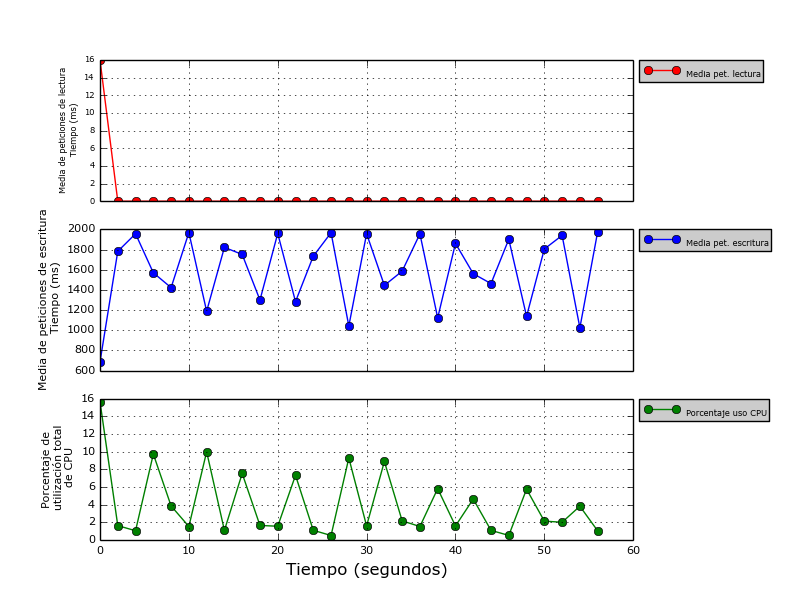 16
14
12
10
8
6
4
2
0
Media de peticiones de lectura
Tiempo (ms)
Media pet. lectura
2000
1800
1600
1400
1200
1000
800
600
Media de peticiones de escritura
Tiempo (ms)
Media pet. escritura
16
14
12
10
8
6
4
2
0
Porcentaje de
utilización total
de CPU
Porcentaje uso CPU
0 10 20 30 40 50 60
Tiempo (segundos)